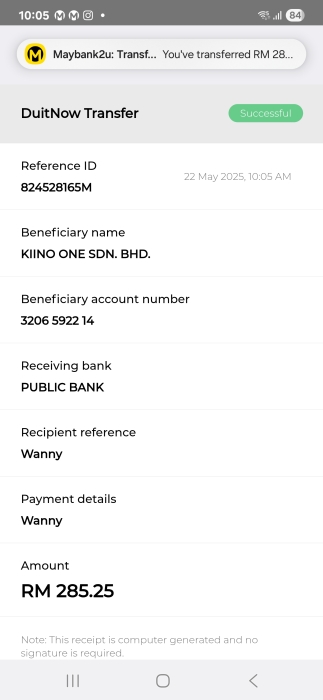 10:05
84
Maybank2u: Transf... You've transferred RM 28...
DuitNow Transfer
Successful
Reference ID
22 May 2025, 10:05 AM
824528165M
Beneficiary name
KIINO ONE SDN. BHD.
Beneficiary account number
3206 5922 14
Receiving bank
PUBLIC BANK
Recipient reference
Wanny
Payment details
Wanny
Amount
RM 285.25
Note: This receipt is computer generated and no
signature is required.